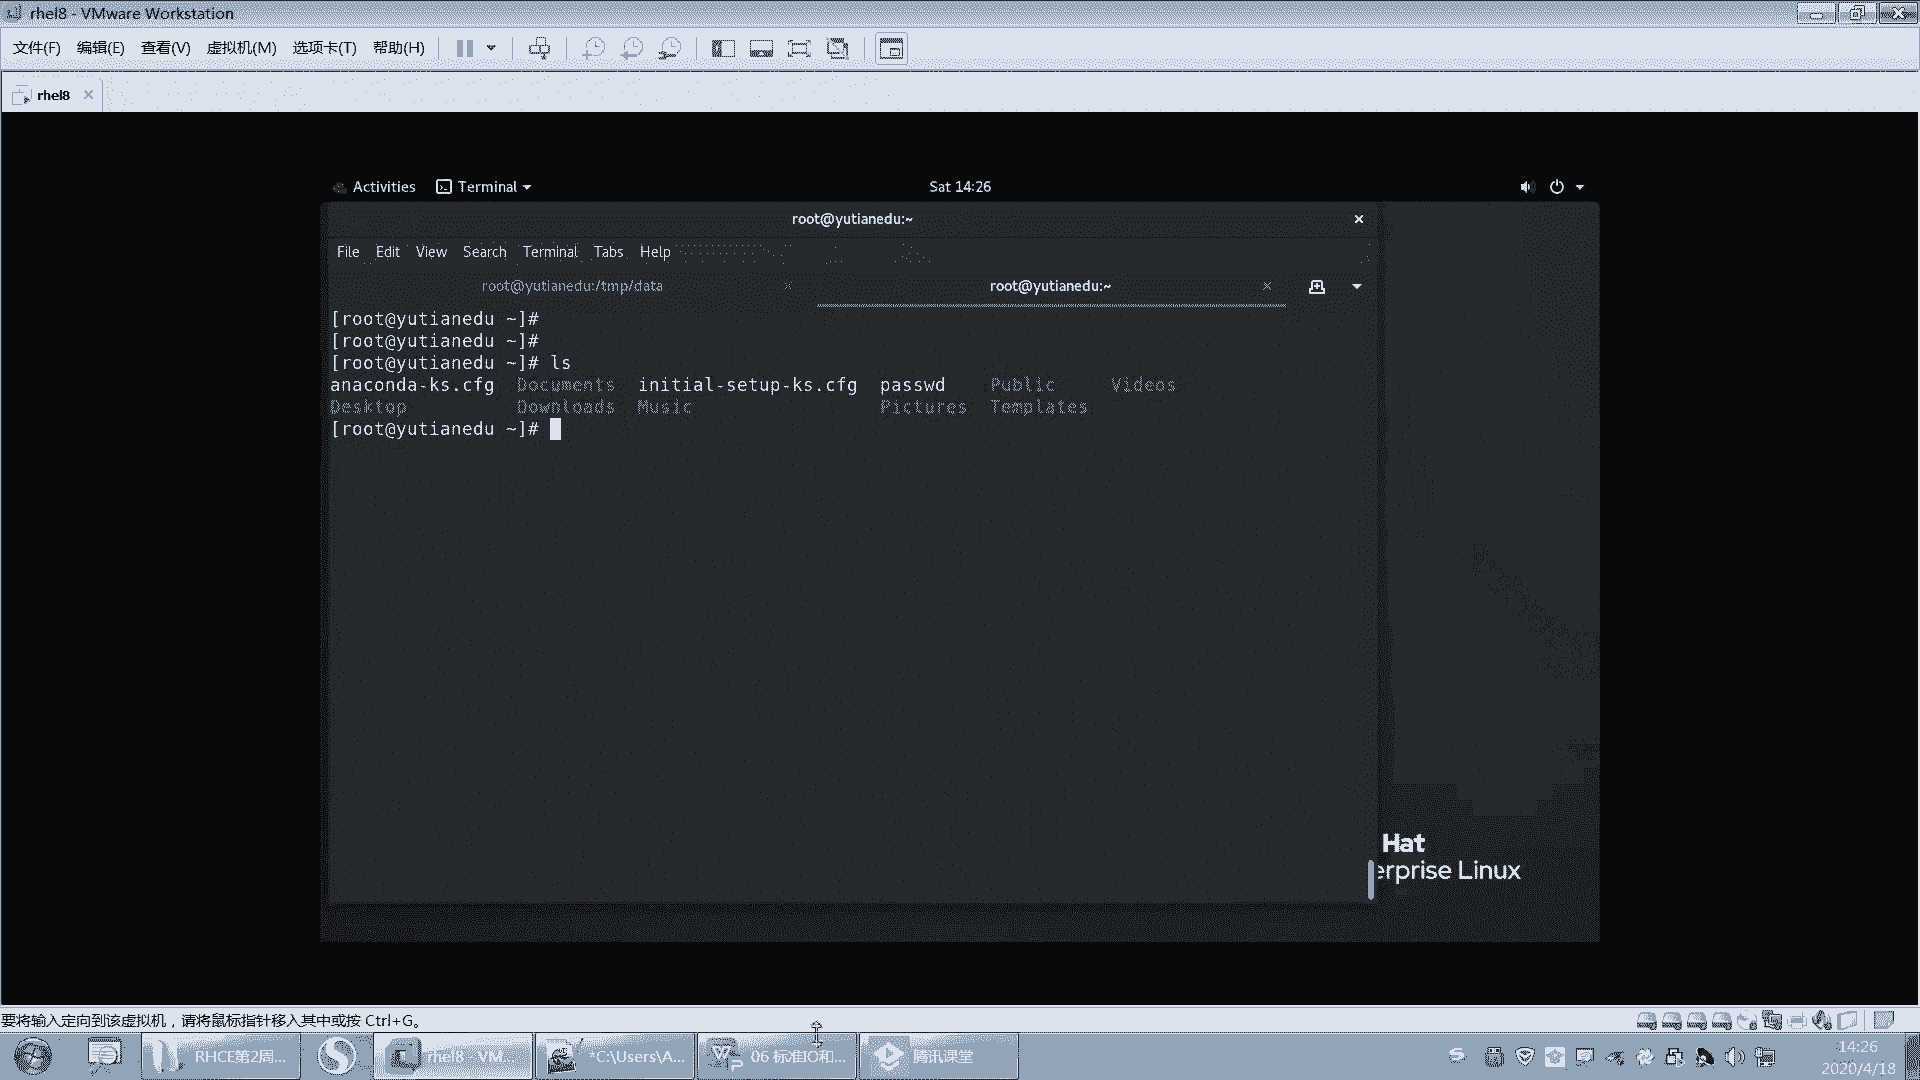 rhel8 - VMware Workstation
文件(F) 编辑(E) 查看(V) 虚拟机(M) 选项卡(T) 帮助(H)
rhel8
Activities Terminal Sat 14:26
root@yutianedu:~
File Edit View Search Terminal Tabs Help
root@yutianedu:/tmp/data root@yutianedu:~
[root@yutianedu ~]#
[root@yutianedu ~]#
[root@yutianedu ~]# ls
anaconda-ks.cfg Documents initial-setup-ks.cfg passwd Public Videos
Desktop Downloads Music Pictures Templates
[root@yutianedu ~]#
Hat
erprise Linux
要将输入定向到该虚拟机，请将鼠标指针移入其中或按 Ctrl+G。
RHCE第2周... rhel8 - VM... *C:\Users\A... 06 标准IO和... 腾讯课堂
14:26
2020/4/18